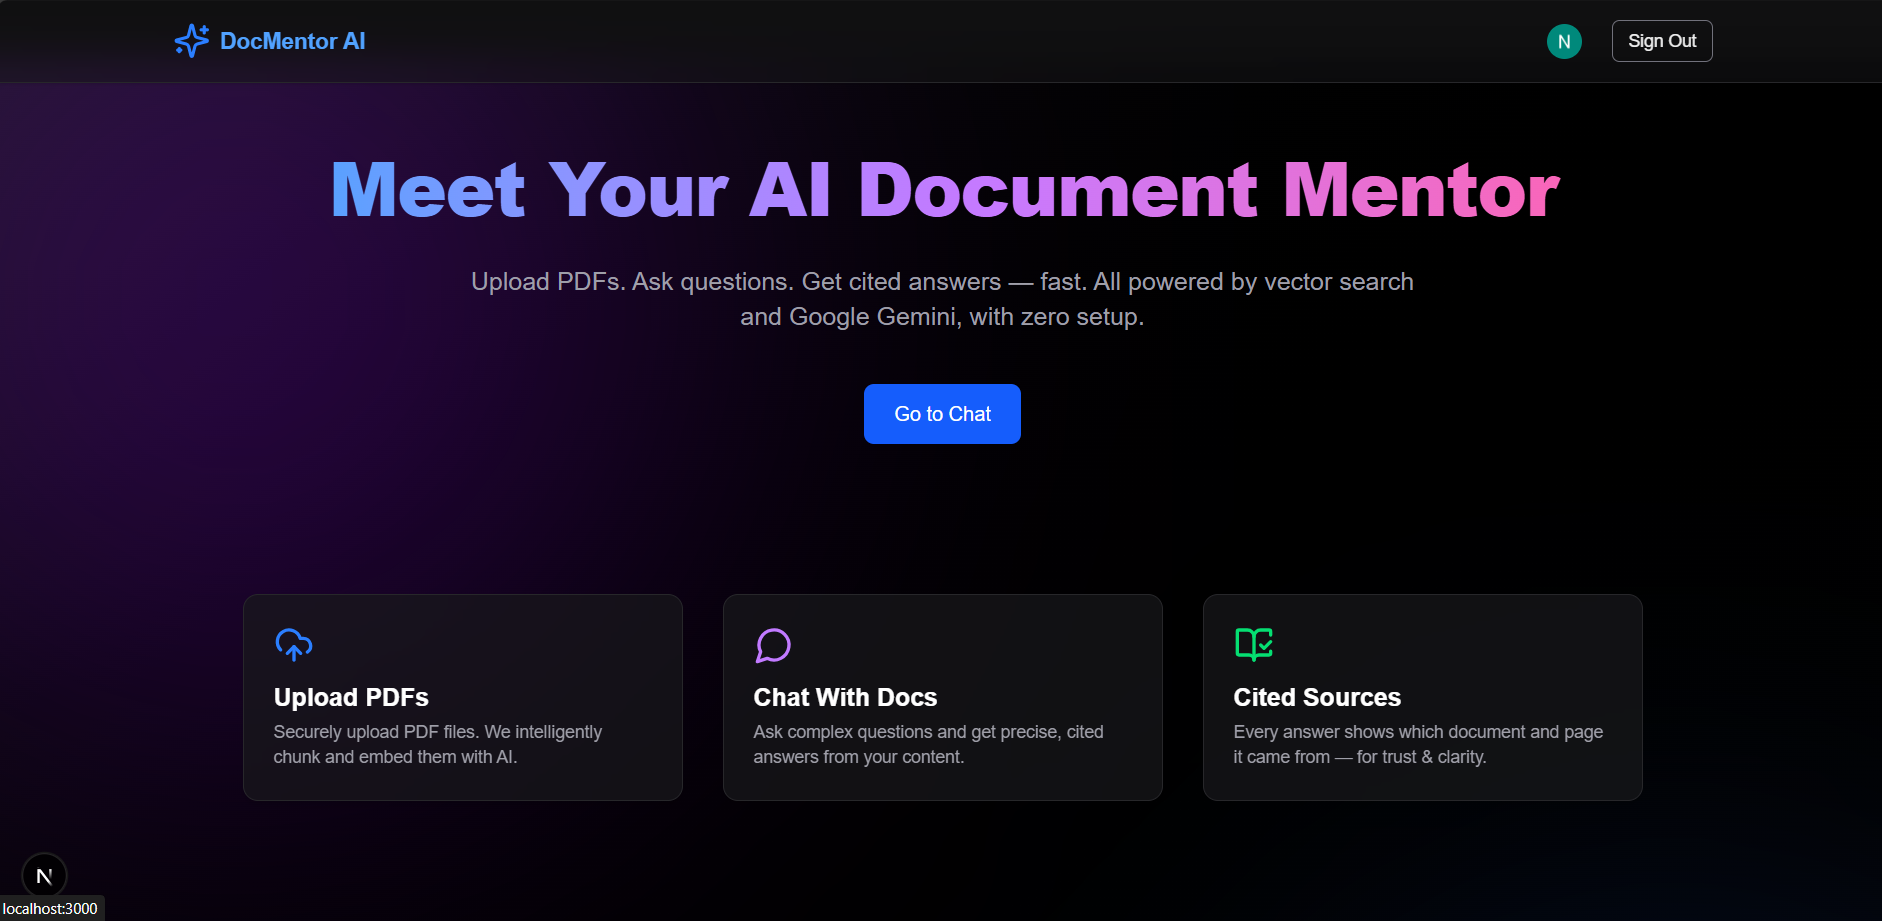 DocMentor AI
N
Sign Out
Meet Your AI Document Mentor
Upload PDFs. Ask questions. Get cited answers — fast. All powered by vector search
and Google Gemini, with zero setup.
Go to Chat
Upload PDFs
Securely upload PDF files. We intelligently
chunk and embed them with AI.
Chat With Docs
Ask complex questions and get precise, cited
answers from your content.
Cited Sources
Every answer shows which document and page
it came from — for trust & clarity.
N
localhost:3000